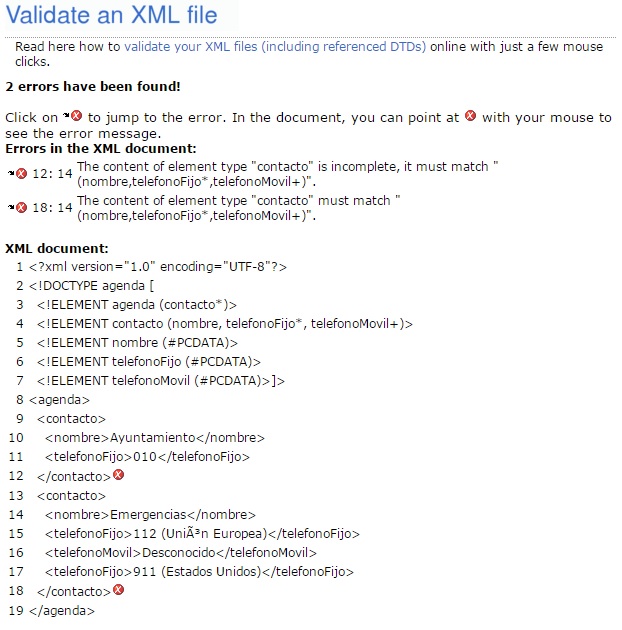 Validate an XML file
Read here how to validate your XML files (including referenced DTDs) online with just a few mouse
clicks.
2 errors have been found!
Click on to jump to the error. In the document, you can point at with your mouse to
see the error message.
Errors in the XML document:
12: 14 The content of element type "contacto" is incomplete, it must match "
(nombre,telefonoFijo*,telefonoMovil+)".
18: 14 The content of element type "contacto" must match "
(nombre,telefonoFijo*,telefonoMovil+)".
XML document:
1 <?xml version="1.0" encoding="UTF-8"?>
2 <!DOCTYPE agenda [
3 <!ELEMENT agenda (contacto*)>
4 <!ELEMENT contacto (nombre, telefonoFijo*, telefonoMovil+)>
5 <!ELEMENT nombre (#PCDATA)>
6 <!ELEMENT telefonoFijo (#PCDATA)>
7 <!ELEMENT telefonoMovil (#PCDATA)>]>
8 <agenda>
9 <contacto>
10 <nombre>Ayuntamiento</nombre>
11 <telefonoFijo>010</telefonoFijo>
12 </contacto>
13 <contacto>
14 <nombre>Emergencias</nombre>
15 <telefonoFijo>112 (UniÃ³n Europea)</telefonoFijo>
16 <telefonoMovil>Desconocido</telefonoMovil>
17 <telefonoFijo>911 (Estados Unidos)</telefonoFijo>
18 </contacto>
19 </agenda>